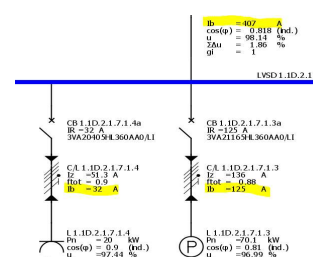 Ib =407 A
cos(φ) = 0.818 (ind.)
u = 98.14 %
ΣΔu = 1.86 %
gi = 1
LVSD 1.1D.2.1
CB 1.1D.2.1.7.1.4a
IR =32 A
3VA20405HL360AA0/LI
CB 1.1D.2.1.7.1.3a
IR =125 A
3VA21165HL360AA0/LI
C/L 1.1D.2.1.7.1.4
Iz =51.3 A
ftot = 0.9
Ib =32 A
C/L 1.1D.2.1.7.1.3
Iz =136 A
ftot = 0.88
Ib =125 A
L 1.1D.2.1.7.1.4
Pn = 20 kW
cos(φ) = 0.9 (ind.)
u =97.44 %
L 1.1D.2.1.7.1.3
Pn =70.1 kW
cos(φ) = 0.81 (ind.)
u =96.99 %
P